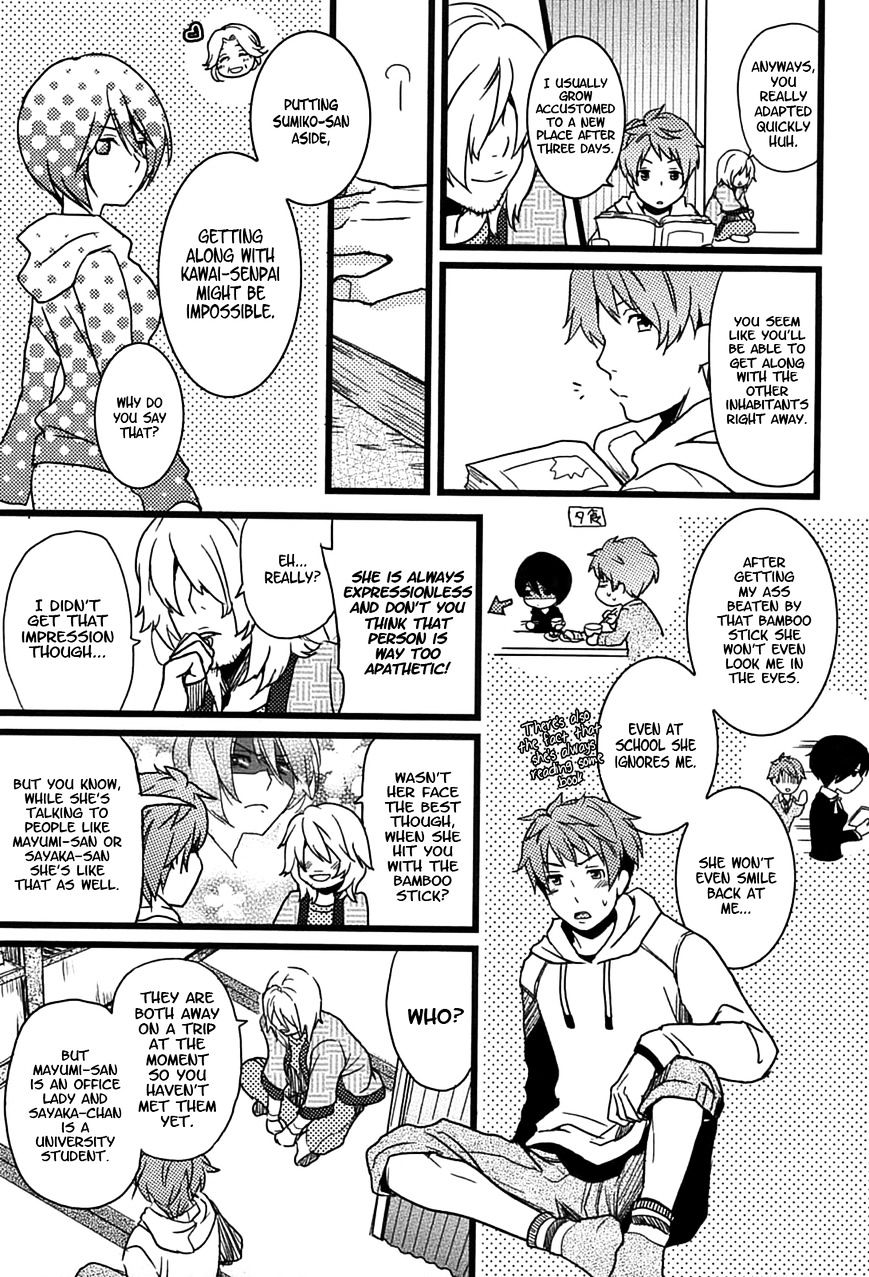 ANYWAYS,
YOU
REALLY
ADAPTED
QUICKLY
HUH.
I USUALLY
GROW
ACCUSTOMED
TO A NEW
PLACE AFTER
THREE DAYS.
YOU SEEM
LIKE YOU'LL
BE ABLE TO
GET ALONG
WITH THE
OTHER
INHABITANTS
RIGHT AWAY.
PUTTING
SUMIKO-SAN
ASIDE,
GETTING
ALONG WITH
KAWAI-SENPAI
MIGHT BE
IMPOSSIBLE.
WHY DO
YOU SAY
THAT?
夕食
AFTER
GETTING
MY ASS
BEATEN BY
THAT BAMBOO
STICK SHE
WON'T EVEN
LOOK ME IN
THE EYES.
EVEN AT
SCHOOL SHE
IGNORES ME.
There's also
the fact that
she's always
reading some
book
SHE WON'T
EVEN SMILE
BACK AT
ME...
SHE IS ALWAYS
EXPRESSIONLESS
AND DON'T YOU
THINK THAT
PERSON IS
WAY TOO
APATHETIC!
EH...
REALLY?
I DIDN'T
GET THAT
IMPRESSION
THOUGH...
WASN'T
HER FACE
THE BEST
THOUGH,
WHEN SHE
HIT YOU
WITH THE
BAMBOO
STICK?
BUT YOU KNOW,
WHILE SHE'S
TALKING TO
PEOPLE LIKE
MAYUMI-SAN OR
SAYAKA-SAN
SHE'S LIKE
THAT AS WELL.
WHO?
THEY ARE
BOTH AWAY
ON A TRIP
AT THE
MOMENT
SO YOU
HAVEN'T
MET THEM
YET.
BUT
MAYUMI-SAN
IS AN OFFICE
LADY AND
SAYAKA-CHAN
IS A
UNIVERSITY
STUDENT.